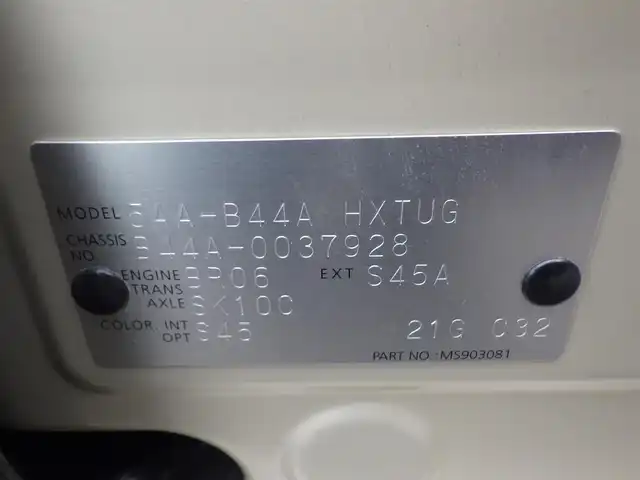 MODEL 5AA-B44A HXTUG
CHASSIS NO B44A-0037928
ENGINE BR06 EXT S45A
TRANS AXLE SK10C
COLOR. INT OPT S45 21G 032
PART NO : MS903081